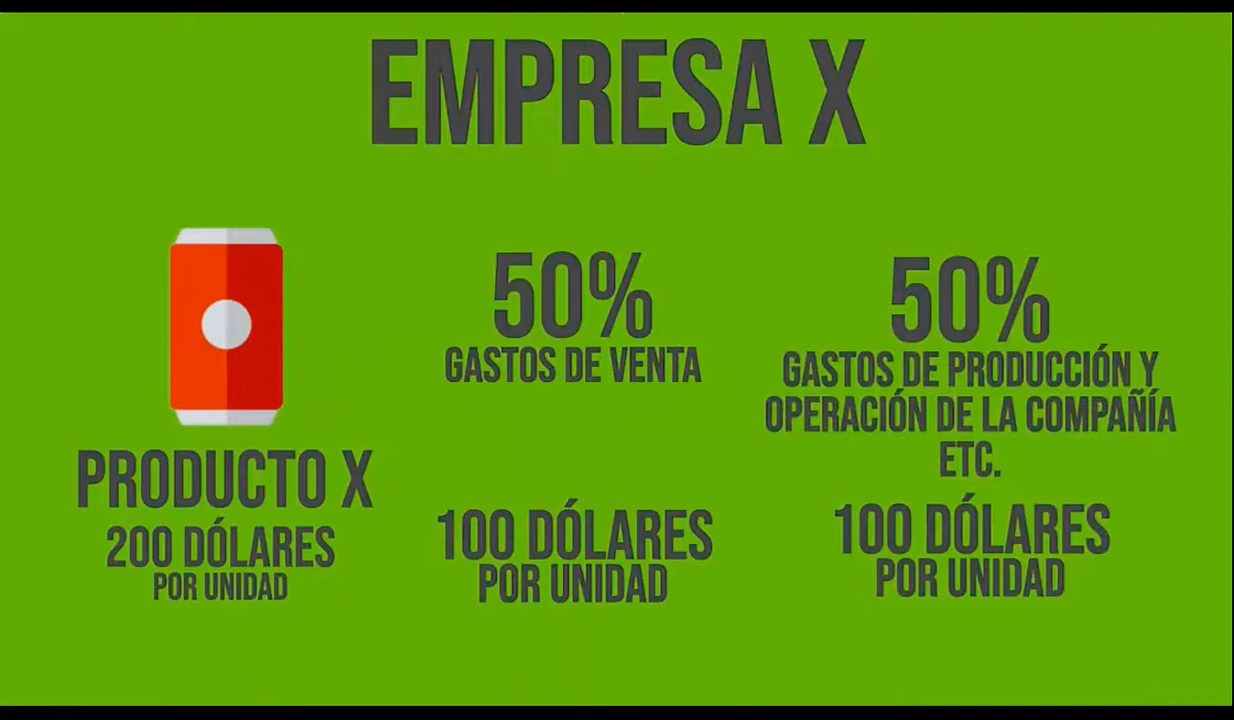 EMPRESA X
PRODUCTO X
200 DÓLARES
POR UNIDAD
50%
GASTOS DE VENTA
100 DÓLARES
POR UNIDAD
50%
GASTOS DE PRODUCCIÓN Y
OPERACIÓN DE LA COMPAÑÍA
ETC.
100 DÓLARES
POR UNIDAD